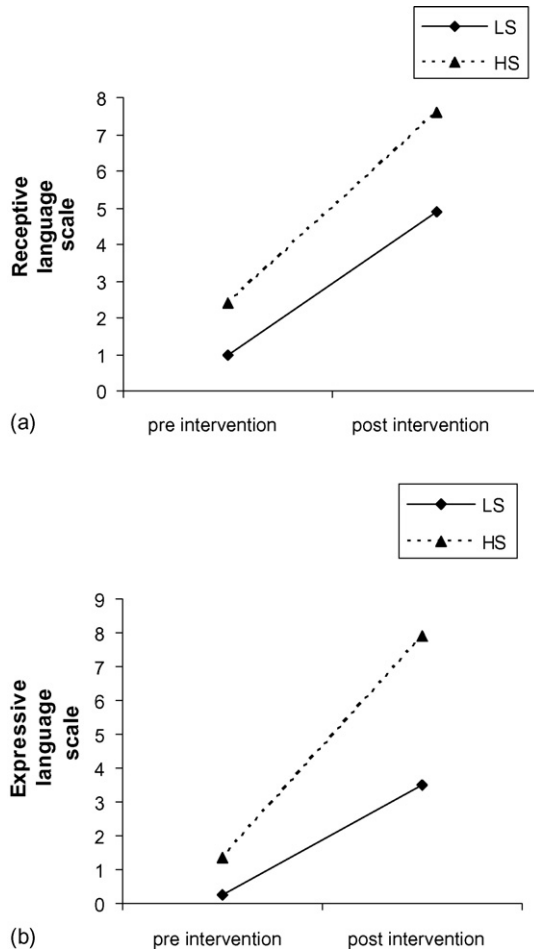 LS
HS
8
7
6
5
4
3
2
1
0
Receptive
language
scale
pre intervention post intervention
(a)
LS
HS
9
8
7
6
5
4
3
2
1
0
Expressive
language
scale
pre intervention post intervention
(b)